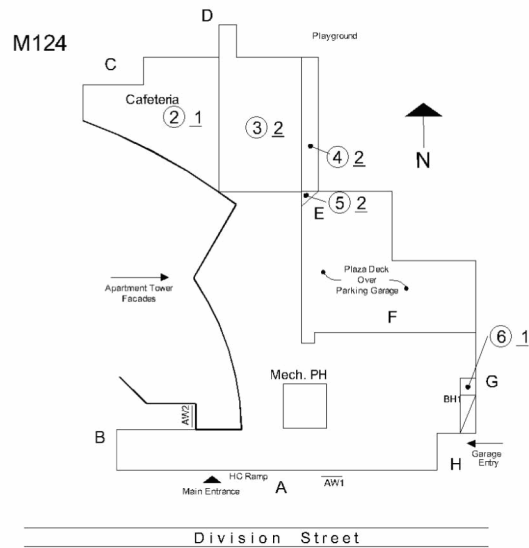 D
Playground
M124
C
Cafeteria
2 1
3 2
4 2
N
5 2
E
Plaza Deck
Over
Parking Garage
Apartment Tower
Facades
F
6 1
Mech. PH
G
BH1
AW2
B
Garage
Entry
H
HC Ramp
A
AW1
Main Entrance
Division Street